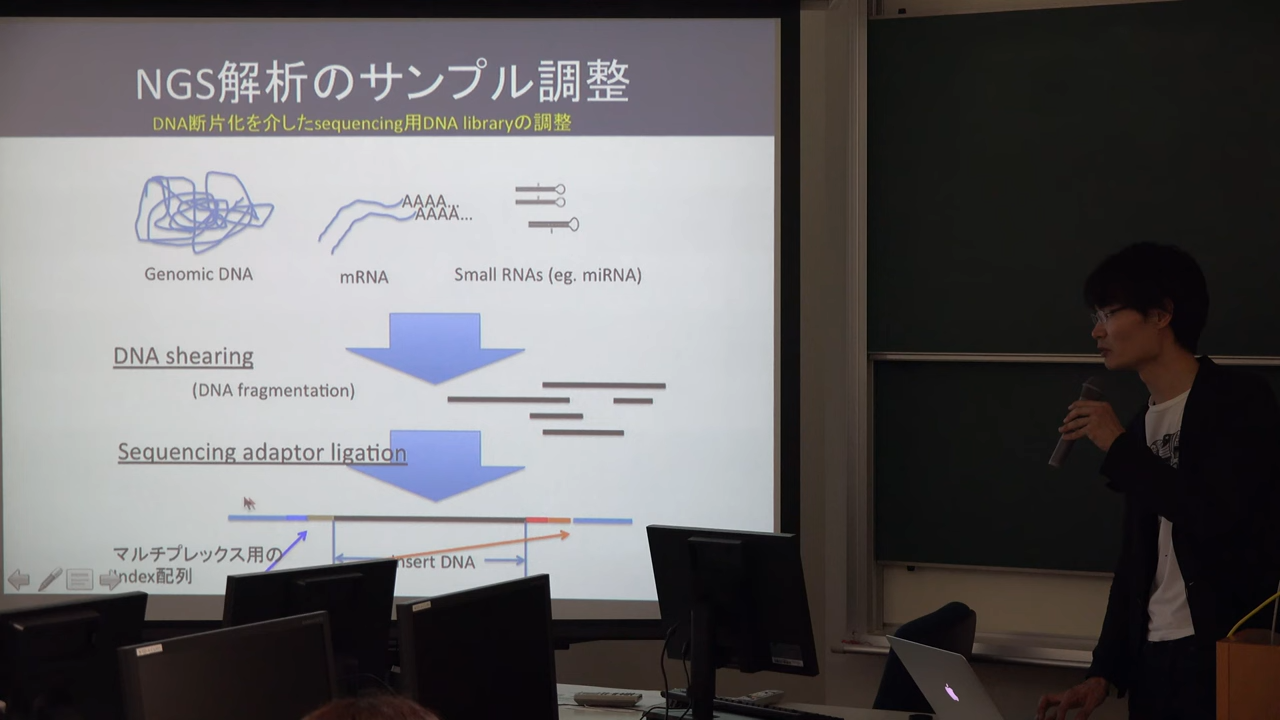 NGS解析のサンプル調整
DNA断片化を介したsequencing用DNA libraryの調整
AAAA...
AAAA...
Genomic DNA
mRNA
Small RNAs (eg. miRNA)
DNA shearing
(DNA fragmentation)
Sequencing adaptor ligation
マルチプレックス用の
Index配列
Insert DNA